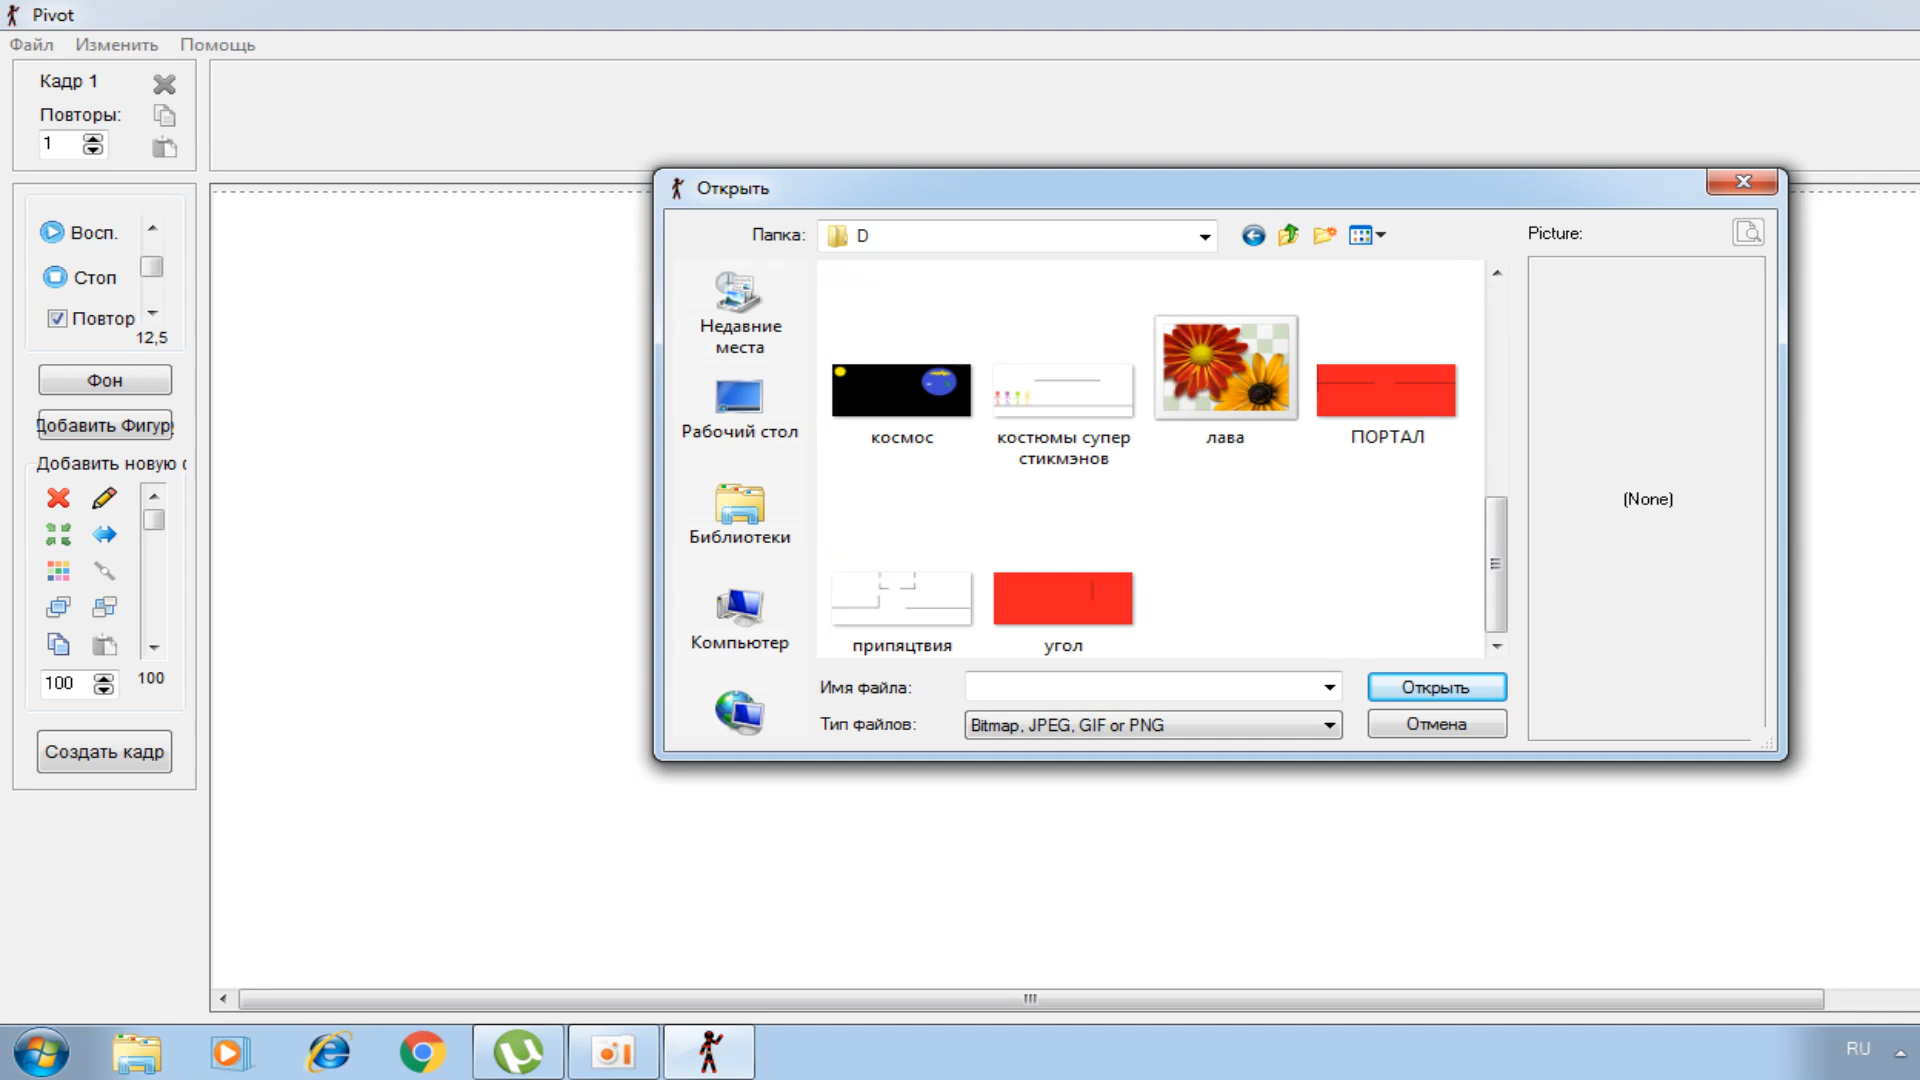 Pivot
Файл Изменить Помощь
Кадр 1
Повторы:
1
Восп.
Стоп
Повтор
12,5
Фон
Добавить Фигур
Добавить новую
100
100
Создать кадр
Открыть
Папка: D
Picture:
Недавние
места
Рабочий стол
Библиотеки
Компьютер
космос
костюмы супер
стикмэнов
лава
ПОРТАЛ
припяцтвия
угол
(None)
Имя файла:
Открыть
Тип файлов: Bitmap, JPEG, GIF or PNG
Отмена
RU